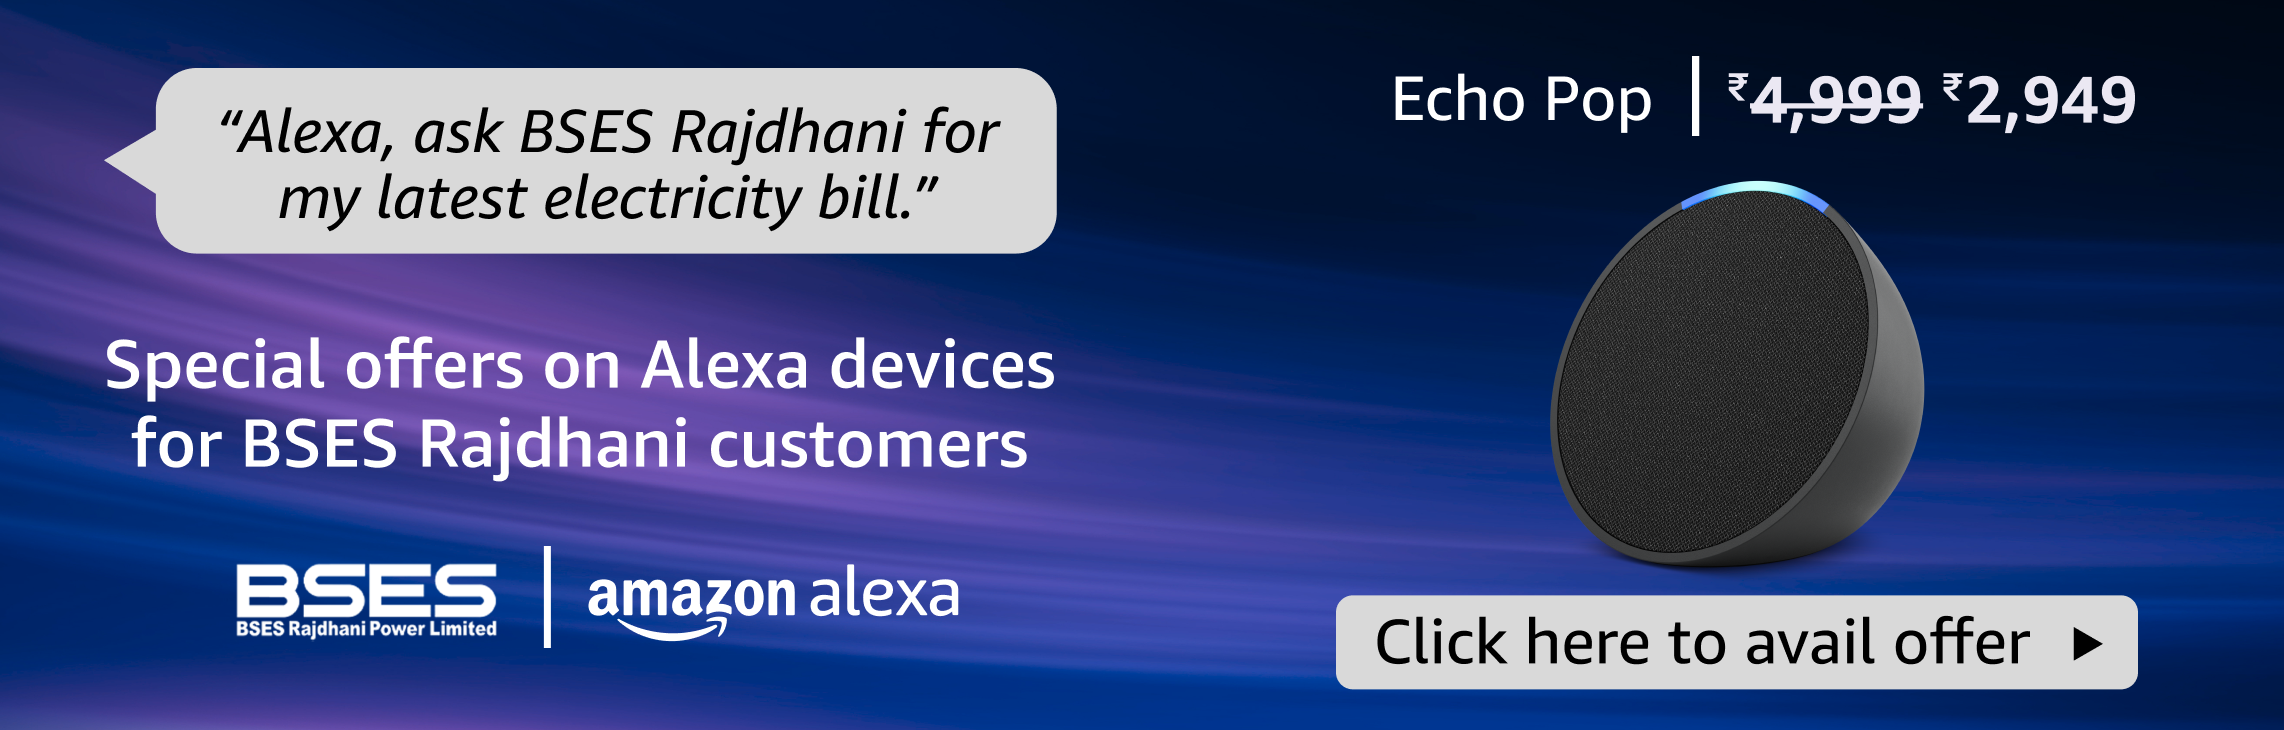 “Alexa, ask BSES Rajdhani for
my latest electricity bill.”
Special offers on Alexa devices
for BSES Rajdhani customers
BSES
BSES Rajdhani Power Limited
amazon alexa
Echo Pop | ₹4,999 ₹2,949
Click here to avail offer ▶